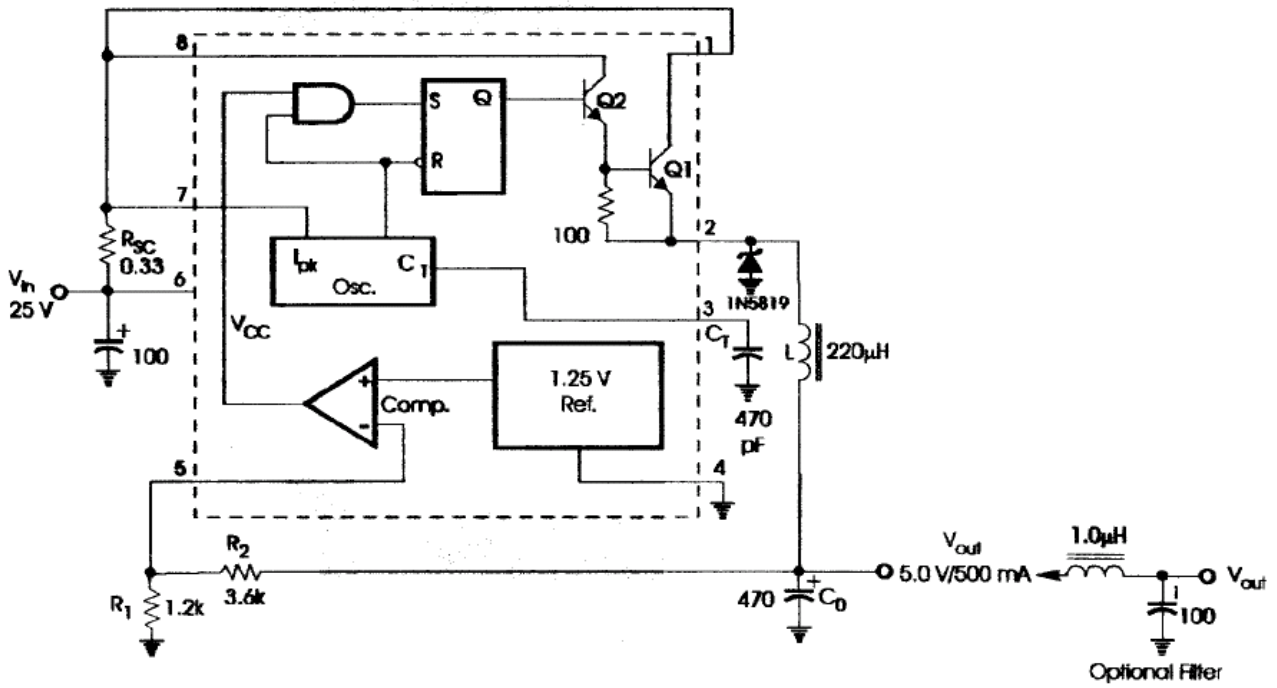 8
1
S
Q
Q2
R
Q1
7
100
2
R_SC
0.33
I_pk
C_T
Osc.
V_in
25 V
6
1N5819
3
V_CC
C_T
L
220μH
+
100
1.25 V
Ref.
+
Comp.
-
470
pF
5
4
R_2
3.6k
R_1
1.2k
V_out
5.0 V/500 mA
1.0μH
V_out
470
+
C_O
100
Optional Filter